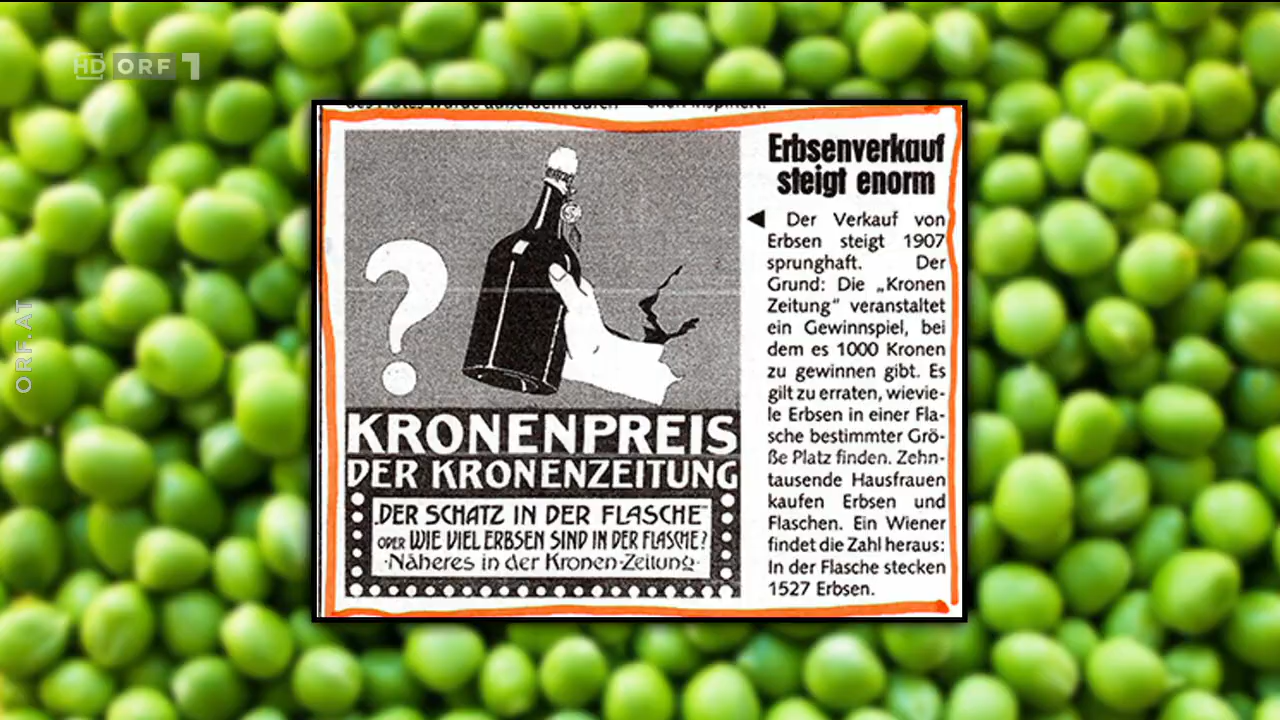 HD ORF 1
ORF.AT
Erbsenverkauf
steigt enorm
◀ Der Verkauf von
Erbsen steigt 1907
sprunghaft. Der
Grund: Die „Kronen
Zeitung" veranstaltet
ein Gewinnspiel, bei
dem es 1000 Kronen
zu gewinnen gibt. Es
gilt zu erraten, wievie-
le Erbsen in einer Fla-
sche bestimmter Grö-
ße Platz finden. Zehn-
tausende Hausfrauen
kaufen Erbsen und
Flaschen. Ein Wiener
findet die Zahl heraus:
In der Flasche stecken
1527 Erbsen.
?
KRONENPREIS
DER KRONENZEITUNG
„DER SCHATZ IN DER FLASCHE"
ODER WIE VIEL ERBSEN SIND IN DER FLASCHE?
·Näheres in der Kronen-Zeitung·